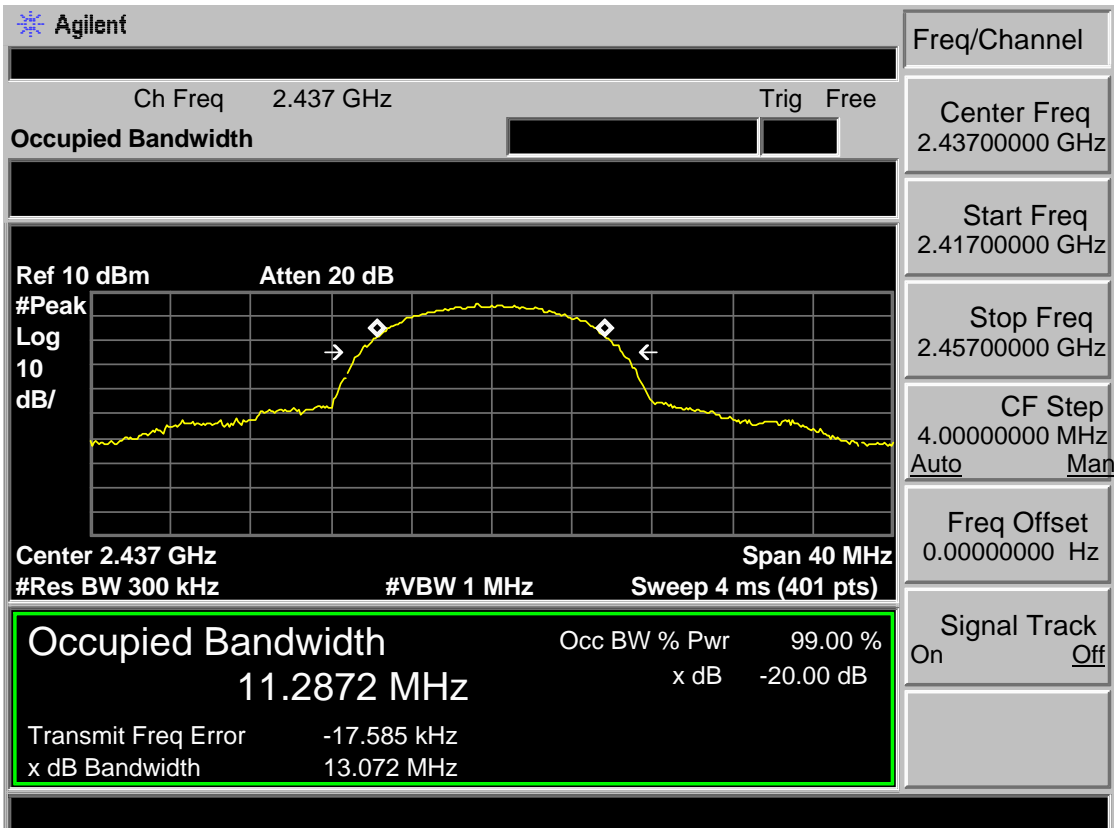 Agilent
Freq/Channel
Ch Freq 2.437 GHz Trig Free
Occupied Bandwidth
Center Freq
2.43700000 GHz
Start Freq
2.41700000 GHz
Ref 10 dBm Atten 20 dB
#Peak
Log
10
dB/
Stop Freq
2.45700000 GHz
CF Step
4.00000000 MHz
Auto Man
Center 2.437 GHz Span 40 MHz
#Res BW 300 kHz #VBW 1 MHz Sweep 4 ms (401 pts)
Freq Offset
0.00000000 Hz
Occupied Bandwidth Occ BW % Pwr 99.00 %
11.2872 MHz x dB -20.00 dB
Transmit Freq Error -17.585 kHz
x dB Bandwidth 13.072 MHz
Signal Track
On Off